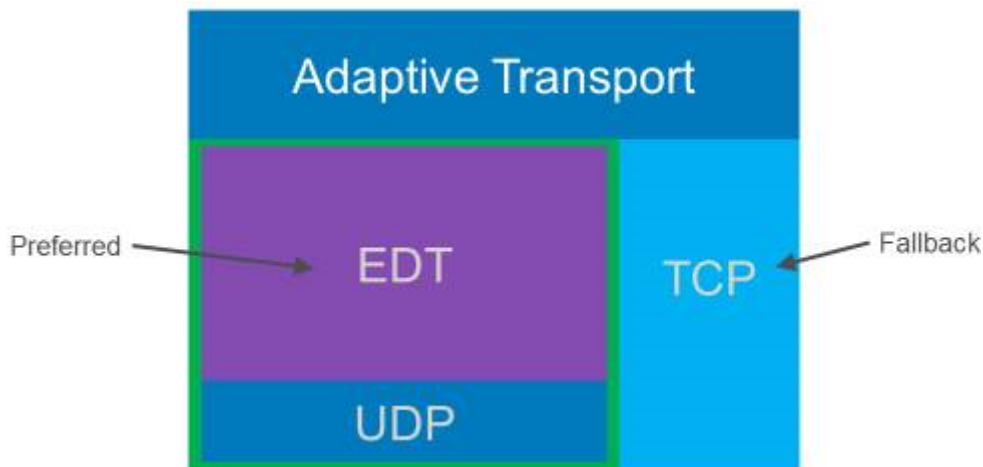 Adaptive Transport
Preferred
EDT
TCP
Fallback
UDP